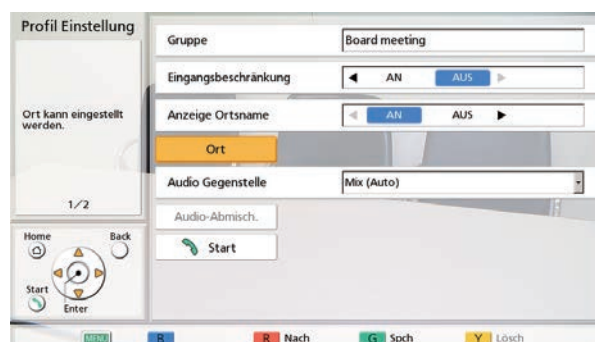 Profil Einstellung
Ort kann eingestellt
werden.
1/2
Home
Back
Start
Enter
Gruppe
Board meeting
Eingangsbeschränkung
AN
AUS
Anzeige Ortsname
AN
AUS
Ort
Audio Gegenstelle
Mix (Auto)
Audio-Abmisch.
Start
MENU
B
R Nach
G Spch
Y Lösch